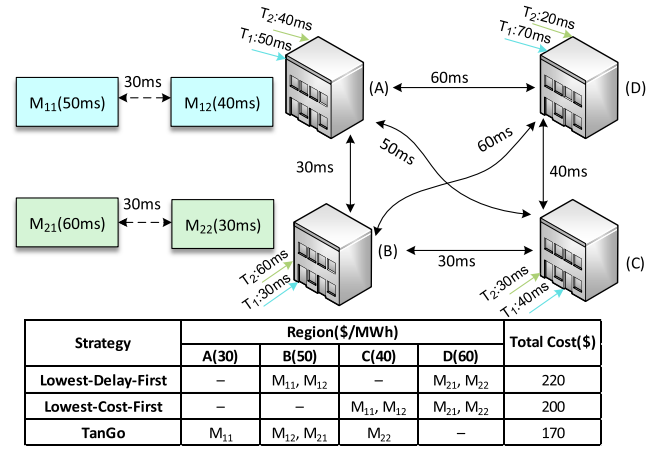 T₂:40ms
T₁:50ms
T₂:20ms
T₁:70ms
30ms
M₁₁(50ms)
M₁₂(40ms)
(A)
60ms
(D)
30ms
50ms
60ms
40ms
30ms
M₂₁(60ms)
M₂₂(30ms)
(B)
30ms
(C)
T₂:60ms
T₁:30ms
T₂:30ms
T₁:40ms
Strategy
Region($/MWh)
Total Cost($)
A(30) B(50) C(40) D(60)
Lowest-Delay-First – M₁₁, M₁₂ – M₂₁, M₂₂ 220
Lowest-Cost-First – – M₁₁, M₁₂ M₂₁, M₂₂ 200
TanGo M₁₁ M₁₂, M₂₁ M₂₂ – 170